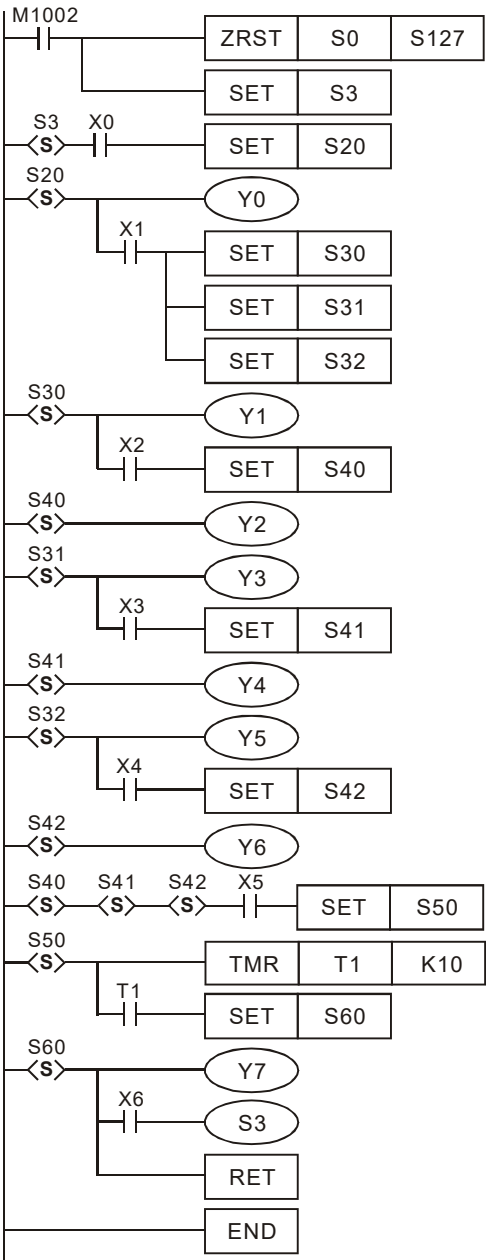 M1002
ZRST S0 S127
SET S3
S3 X0
S SET S20
S20
S Y0
X1
SET S30
SET S31
SET S32
S30
S Y1
X2
SET S40
S40
S Y2
S31
S Y3
X3
SET S41
S41
S Y4
S32
S Y5
X4
SET S42
S42
S Y6
S40 S41 S42 X5
S S S SET S50
S50
S TMR T1 K10
T1
SET S60
S60
S Y7
X6
S3
RET
END